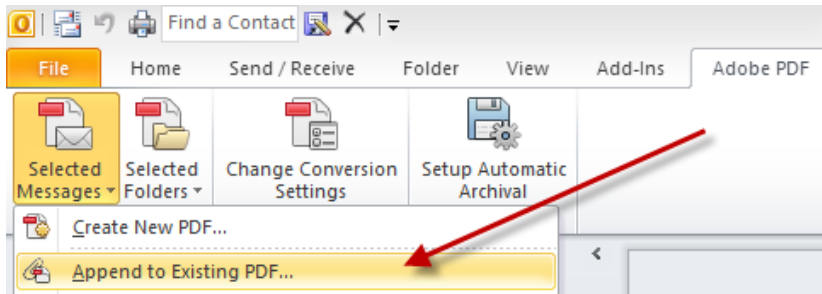 Find a Contact
File Home Send / Receive Folder View Add-Ins Adobe PDF
Selected Selected Change Conversion Setup Automatic
Messages Folders Settings Archival
Create New PDF...
Append to Existing PDF...